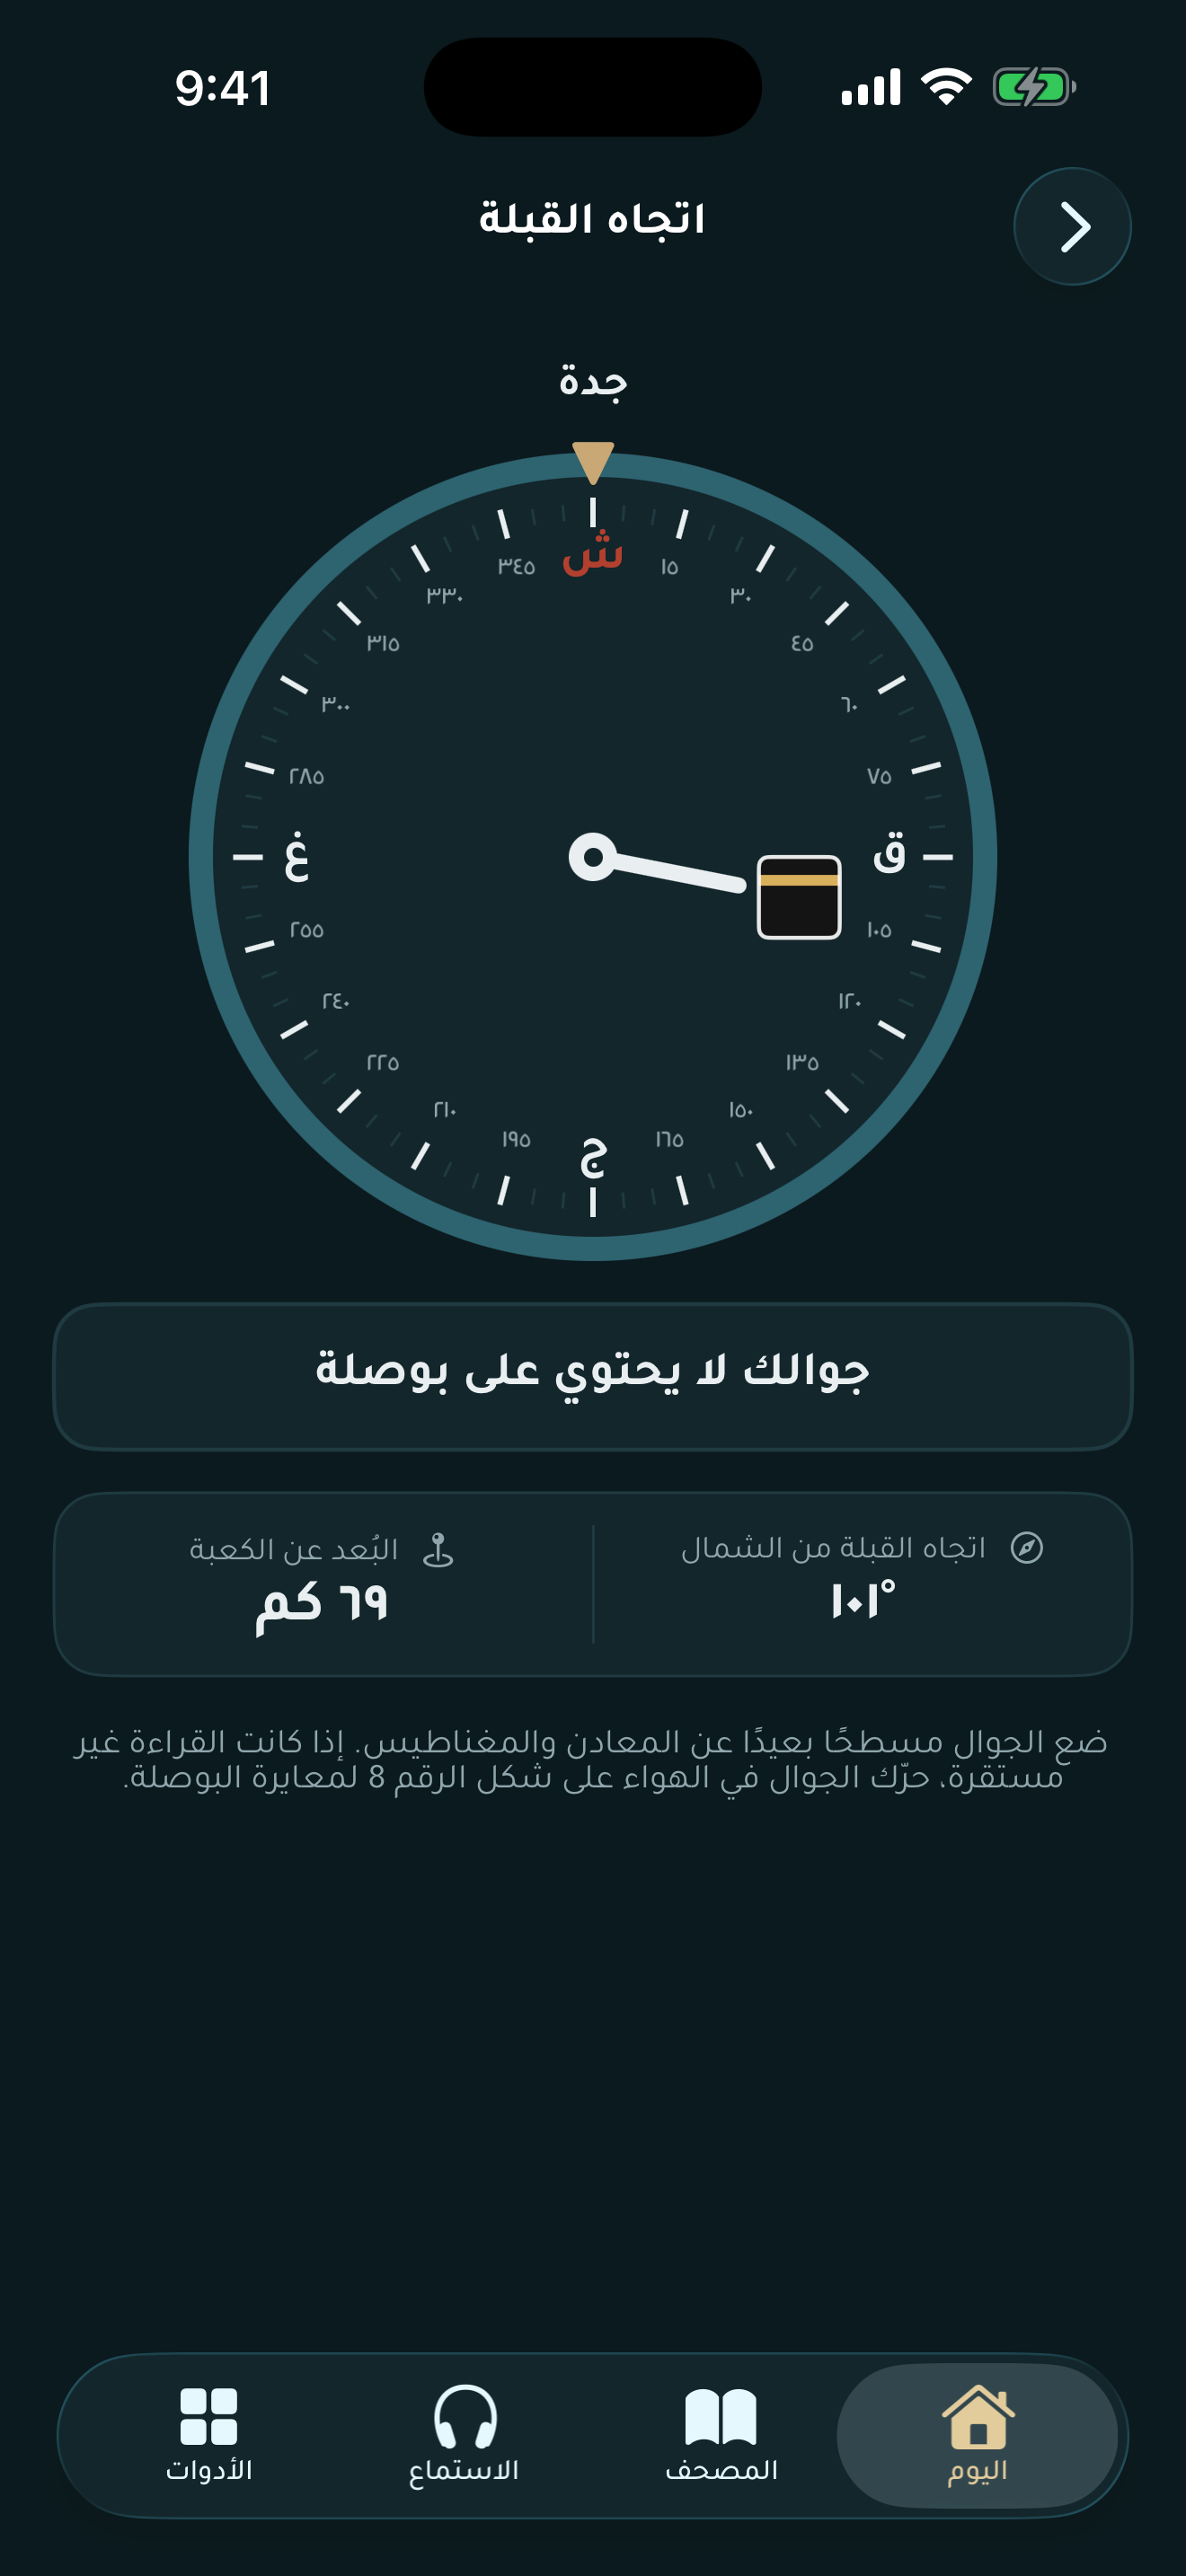 9:41
اتجاه القبلة
جدة
ش
١٥
٣٠
٤٥
٦٠
٧٥
ق
١٠٥
١٢٠
١٣٥
١٥٠
١٦٥
ج
١٩٥
٢١٠
٢٢٥
٢٤٠
٢٥٥
غ
٢٨٥
٣٠٠
٣١٥
٣٣٠
٣٤٥
جوالك لا يحتوي على بوصلة
اتجاه القبلة من الشمال
١٠١°
البُعد عن الكعبة
٦٩ كم
ضع الجوال مسطحًا بعيدًا عن المعادن والمغناطيس. إذا كانت القراءة غير
مستقرة، حرّك الجوال في الهواء على شكل الرقم 8 لمعايرة البوصلة.
اليوم
المصحف
الاستماع
الأدوات